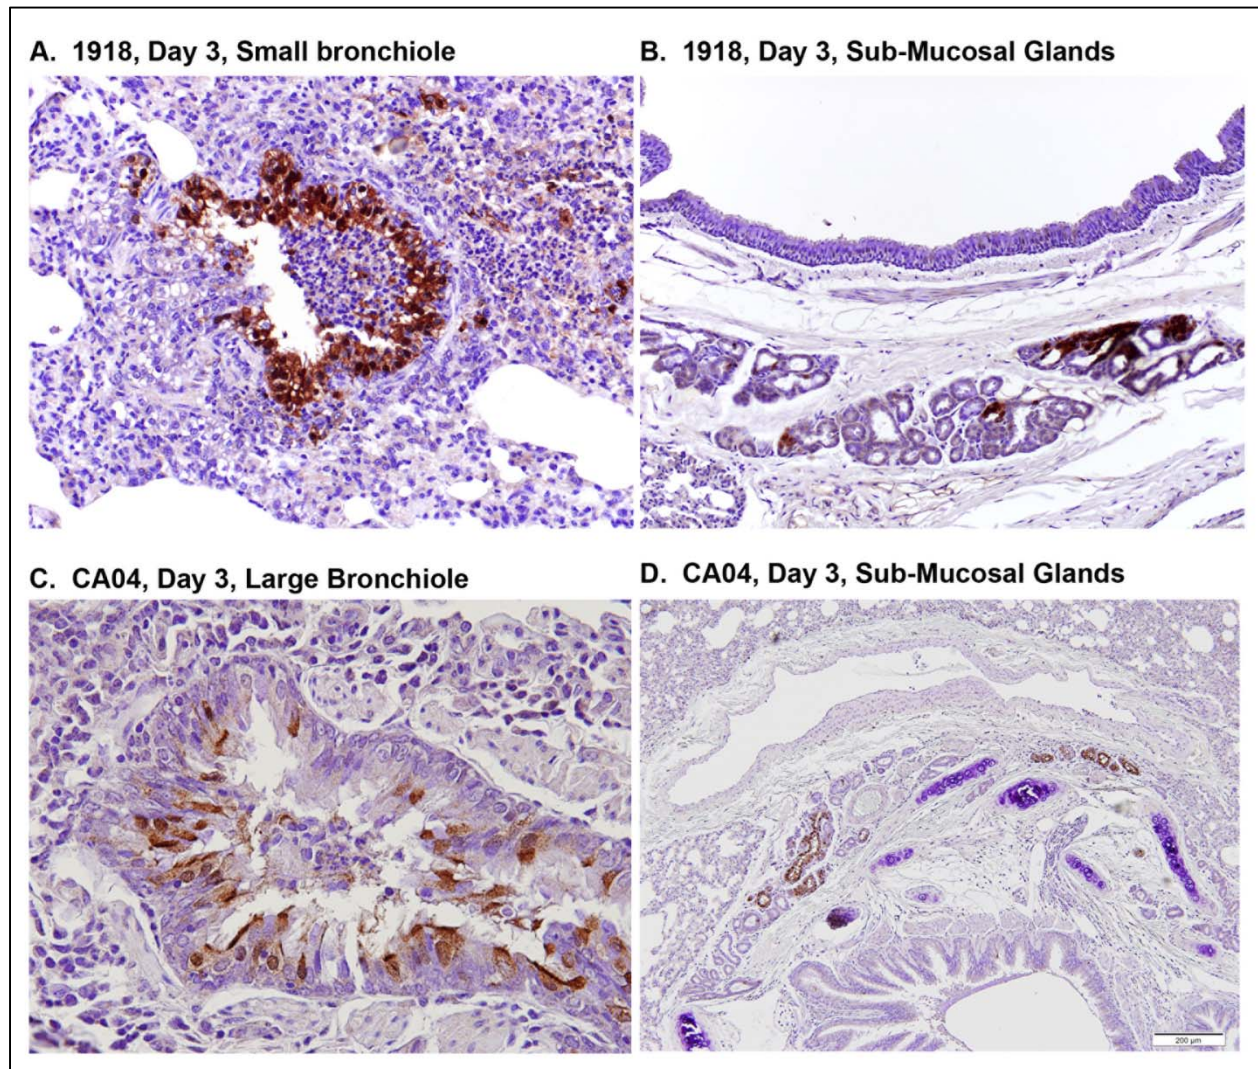 A. 1918, Day 3, Small bronchiole
B. 1918, Day 3, Sub-Mucosal Glands
C. CA04, Day 3, Large Bronchiole
D. CA04, Day 3, Sub-Mucosal Glands
200 µm